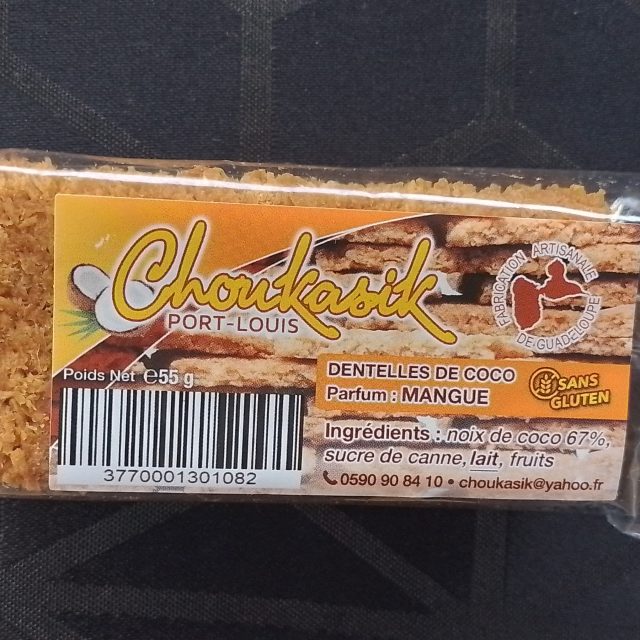 Choukasik
PORT-LOUIS
FABRICATION ARTISANALE
DE GUADELOUPE
Poids Net ℮55 g
DENTELLES DE COCO
Parfum : MANGUE
SANS
GLUTEN
Ingrédients : noix de coco 67%,
sucre de canne, lait, fruits
0590 90 84 10 • choukasik@yahoo.fr
3770001301082